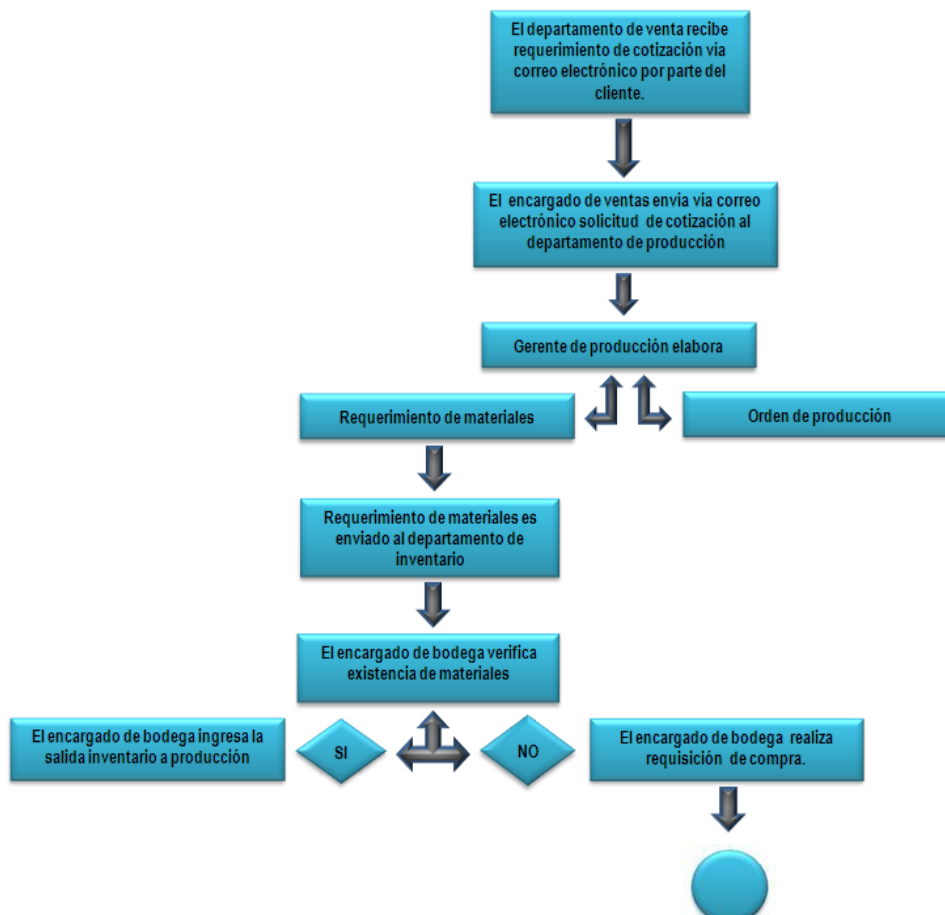 El departamento de venta recibe
requerimiento de cotización vía
correo electrónico por parte del
cliente.
El encargado de ventas envía vía correo
electrónico solicitud de cotización al
departamento de producción
Gerente de producción elabora
Requerimiento de materiales
Orden de producción
Requerimiento de materiales es
enviado al departamento de
inventario
El encargado de bodega verifica
existencia de materiales
El encargado de bodega ingresa la
salida inventario a producción
SI
NO
El encargado de bodega realiza
requisición de compra.